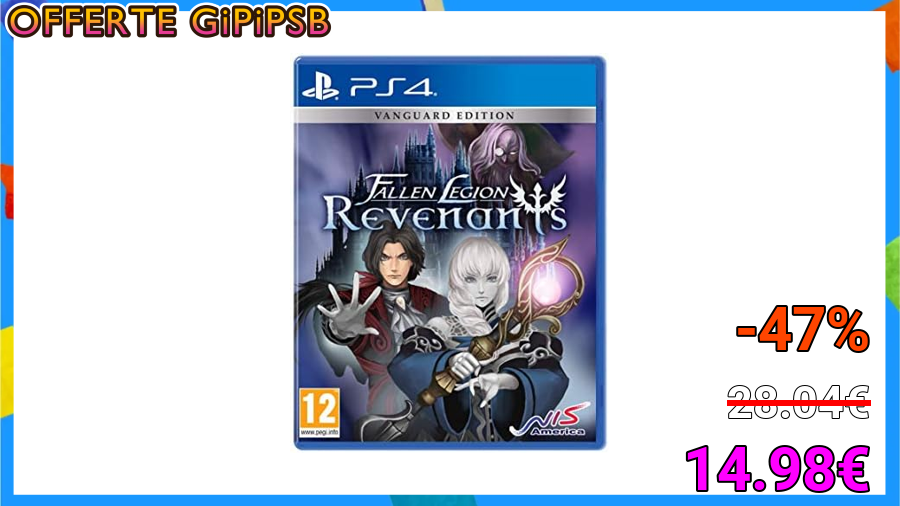 OFFERTE GiPiPSB
PS4
VANGUARD EDITION
FALLEN LEGION
REVENANTS
12
www.pegi.info
NIS
America
-47%
28.04€
14.98€